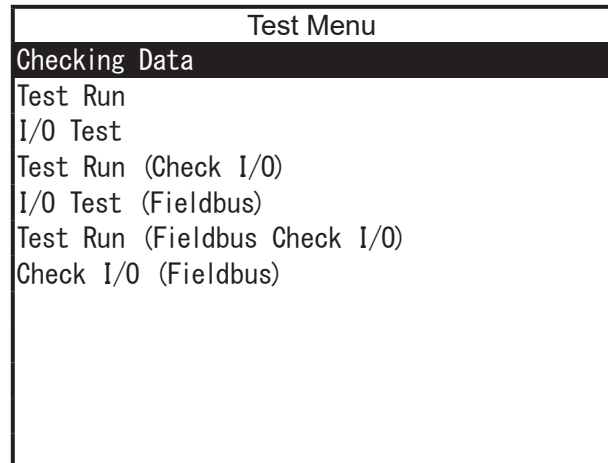 Test Menu
Checking Data
Test Run
I/O Test
Test Run (Check I/O)
I/O Test (Fieldbus)
Test Run (Fieldbus Check I/O)
Check I/O (Fieldbus)